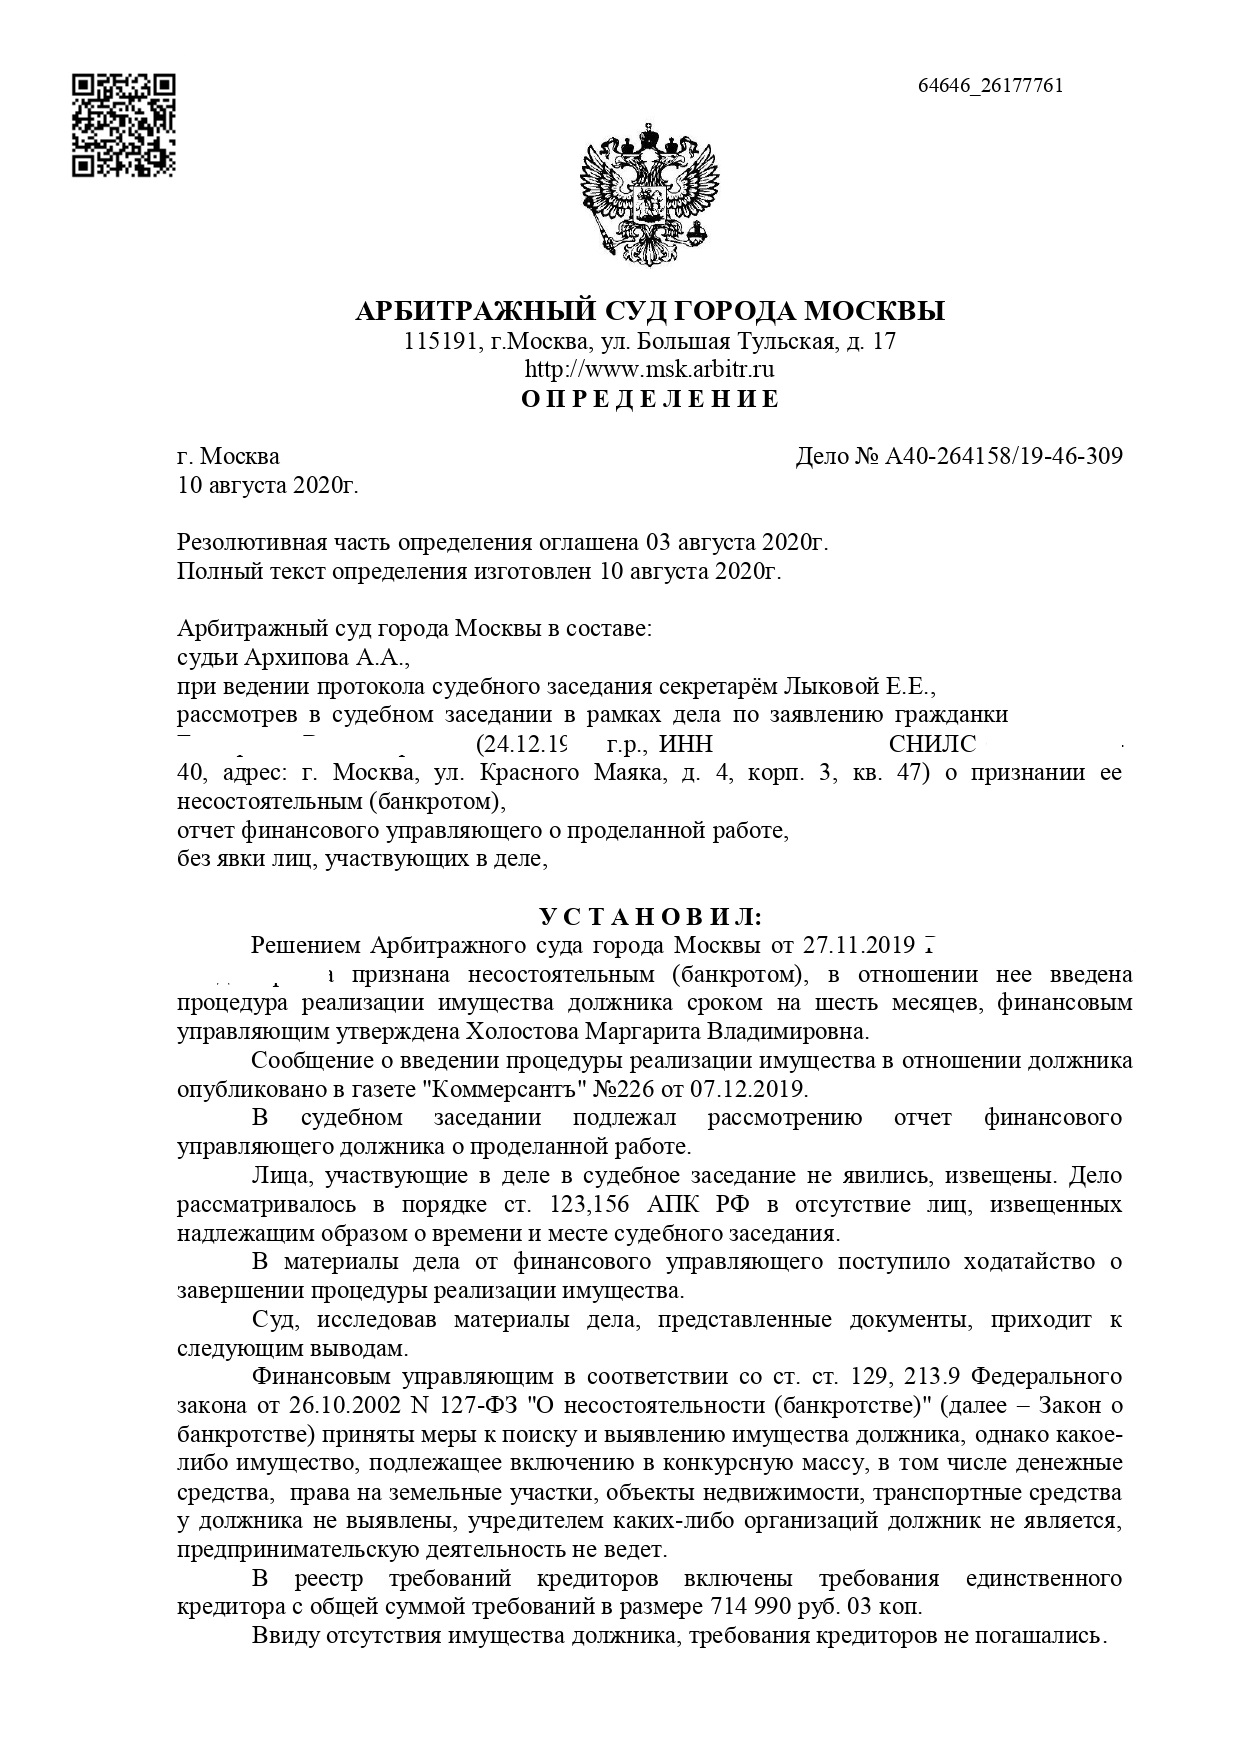 64646_26177761
АРБИТРАЖНЫЙ СУД ГОРОДА МОСКВЫ
115191, г.Москва, ул. Большая Тульская, д. 17
http://www.msk.arbitr.ru
О П Р Е Д Е Л Е Н И Е
г. Москва Дело № А40-264158/19-46-309
10 августа 2020г.
Резолютивная часть определения оглашена 03 августа 2020г.
Полный текст определения изготовлен 10 августа 2020г.
Арбитражный суд города Москвы в составе:
судьи Архипова А.А.,
при ведении протокола судебного заседания секретарём Лыковой Е.Е.,
рассмотрев в судебном заседании в рамках дела по заявлению гражданки
(24.12.19 г.р., ИНН СНИЛС -
40, адрес: г. Москва, ул. Красного Маяка, д. 4, корп. 3, кв. 47) о признании ее
несостоятельным (банкротом),
отчет финансового управляющего о проделанной работе,
без явки лиц, участвующих в деле,
У С Т А Н О В И Л:
Решением Арбитражного суда города Москвы от 27.11.2019
признана несостоятельным (банкротом), в отношении нее введена
процедура реализации имущества должника сроком на шесть месяцев, финансовым
управляющим утверждена Холостова Маргарита Владимировна.
Сообщение о введении процедуры реализации имущества в отношении должника
опубликовано в газете "Коммерсантъ" №226 от 07.12.2019.
В судебном заседании подлежал рассмотрению отчет финансового
управляющего должника о проделанной работе.
Лица, участвующие в деле в судебное заседание не явились, извещены. Дело
рассматривалось в порядке ст. 123,156 АПК РФ в отсутствие лиц, извещенных
надлежащим образом о времени и месте судебного заседания.
В материалы дела от финансового управляющего поступило ходатайство о
завершении процедуры реализации имущества.
Суд, исследовав материалы дела, представленные документы, приходит к
следующим выводам.
Финансовым управляющим в соответствии со ст. ст. 129, 213.9 Федерального
закона от 26.10.2002 N 127-ФЗ "О несостоятельности (банкротстве)" (далее – Закон о
банкротстве) приняты меры к поиску и выявлению имущества должника, однако какое-
либо имущество, подлежащее включению в конкурсную массу, в том числе денежные
средства, права на земельные участки, объекты недвижимости, транспортные средства
у должника не выявлены, учредителем каких-либо организаций должник не является,
предпринимательскую деятельность не ведет.
В реестр требований кредиторов включены требования единственного
кредитора с общей суммой требований в размере 714 990 руб. 03 коп.
Ввиду отсутствия имущества должника, требования кредиторов не погашались.